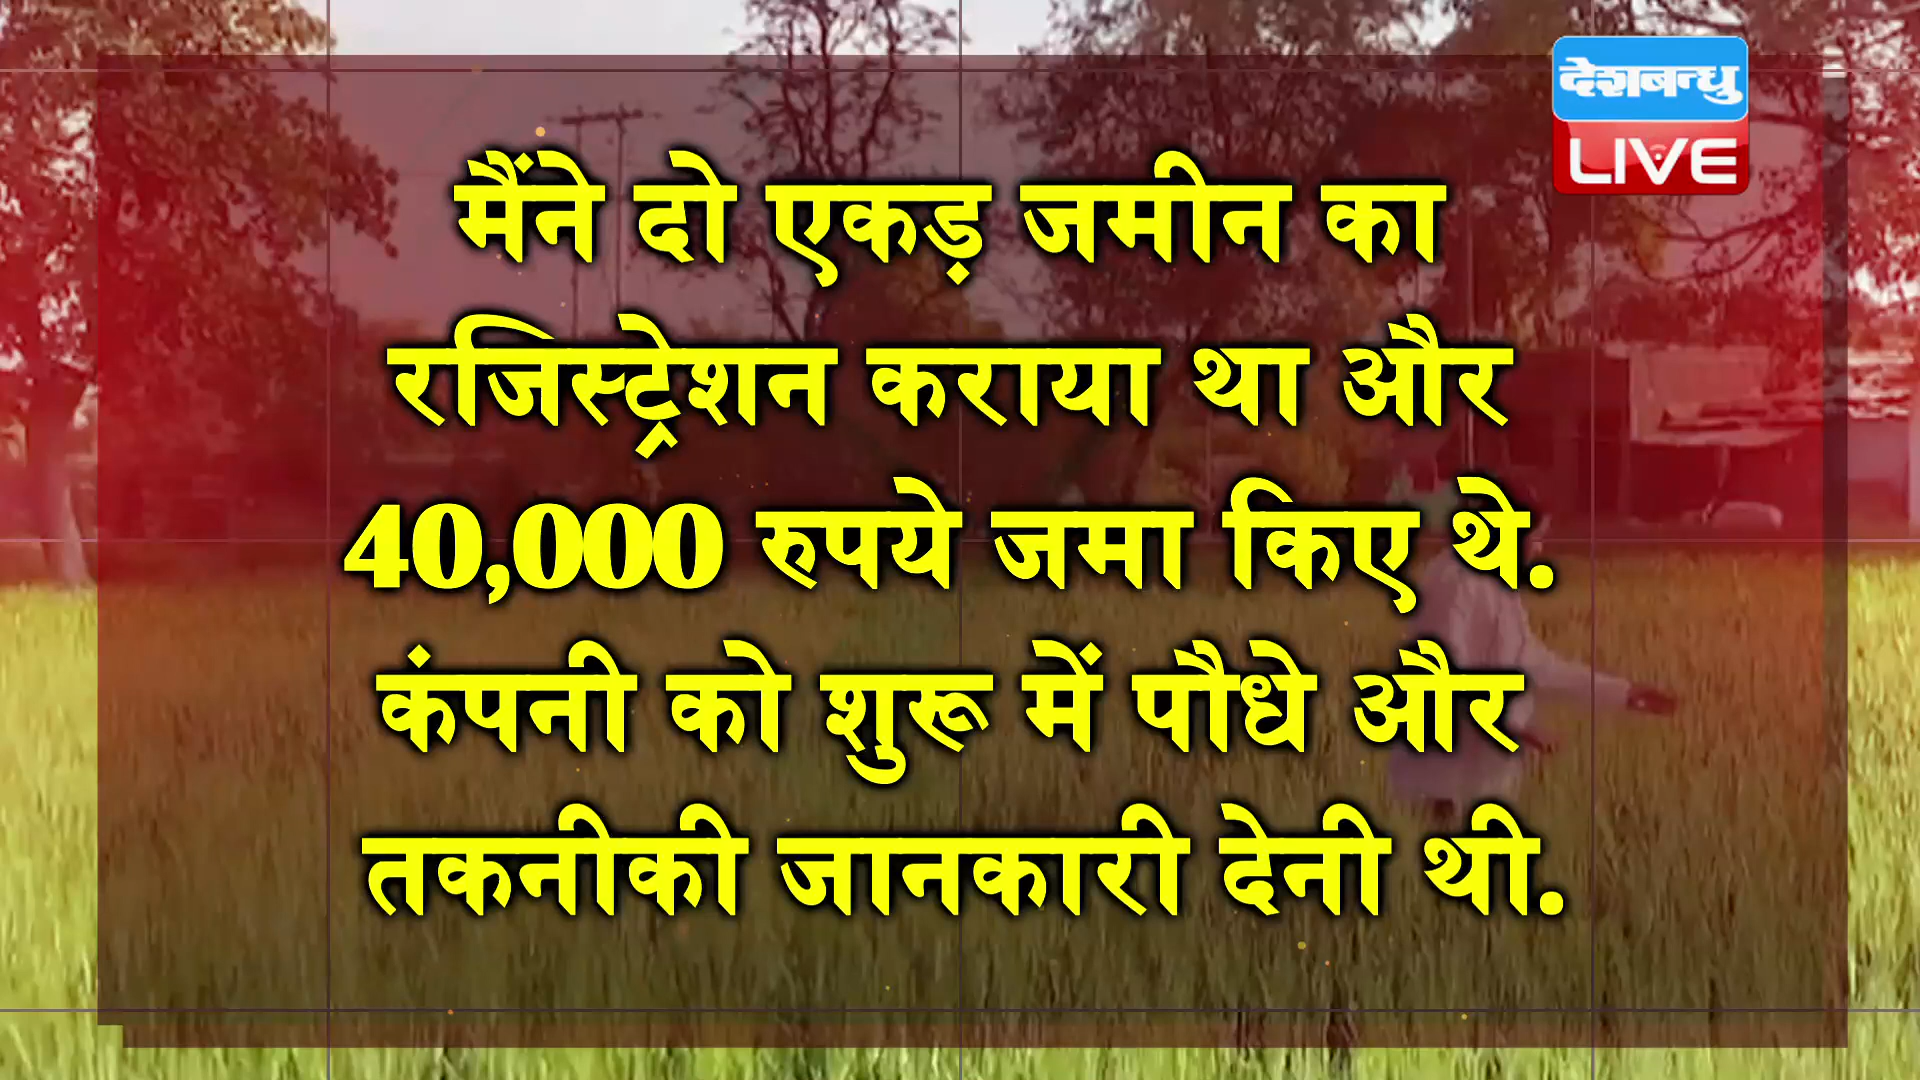 देशबन्धु
LIVE
मैंने दो एकड़ जमीन का
रजिस्ट्रेशन कराया था और
40,000 रुपये जमा किए थे.
कंपनी को शुरू में पौधे और
तकनीकी जानकारी देनी थी.